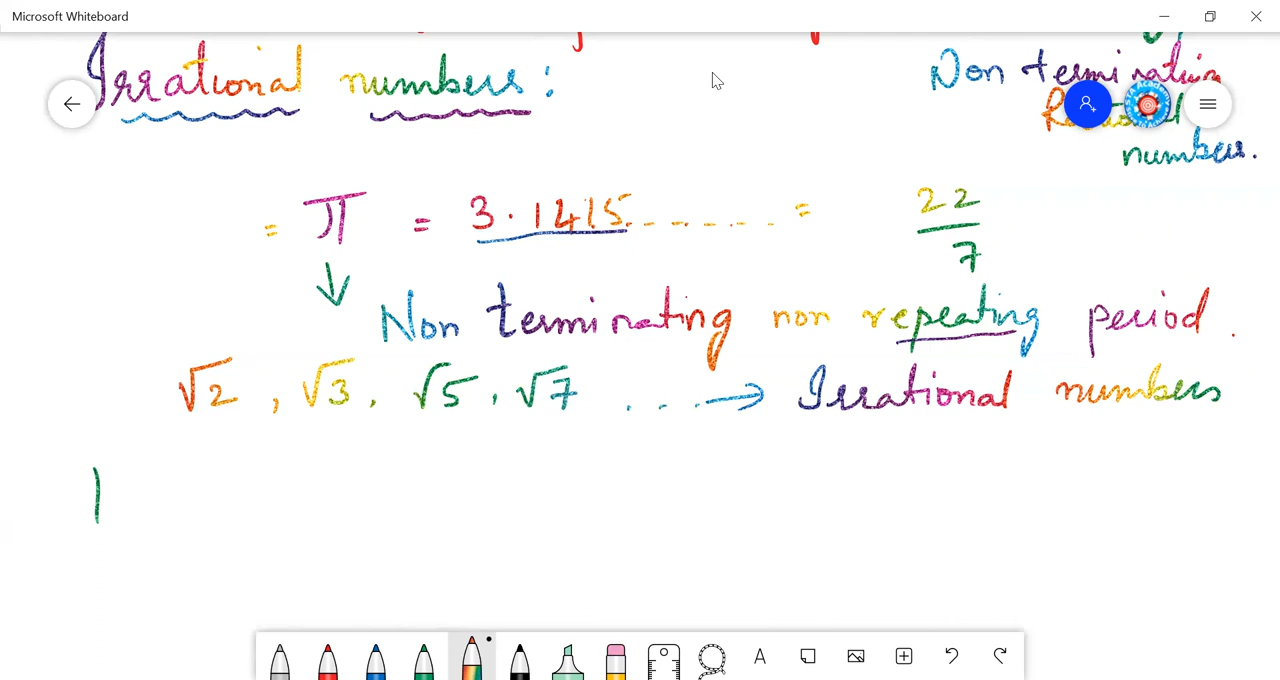 Microsoft Whiteboard
Irrational numbers :
Non termination
numbers.
= π = 3.1415........ = 22/7
Non terminating non repeating period.
√2 , √3 , √5 , √7 ....→ Irrational numbers
A